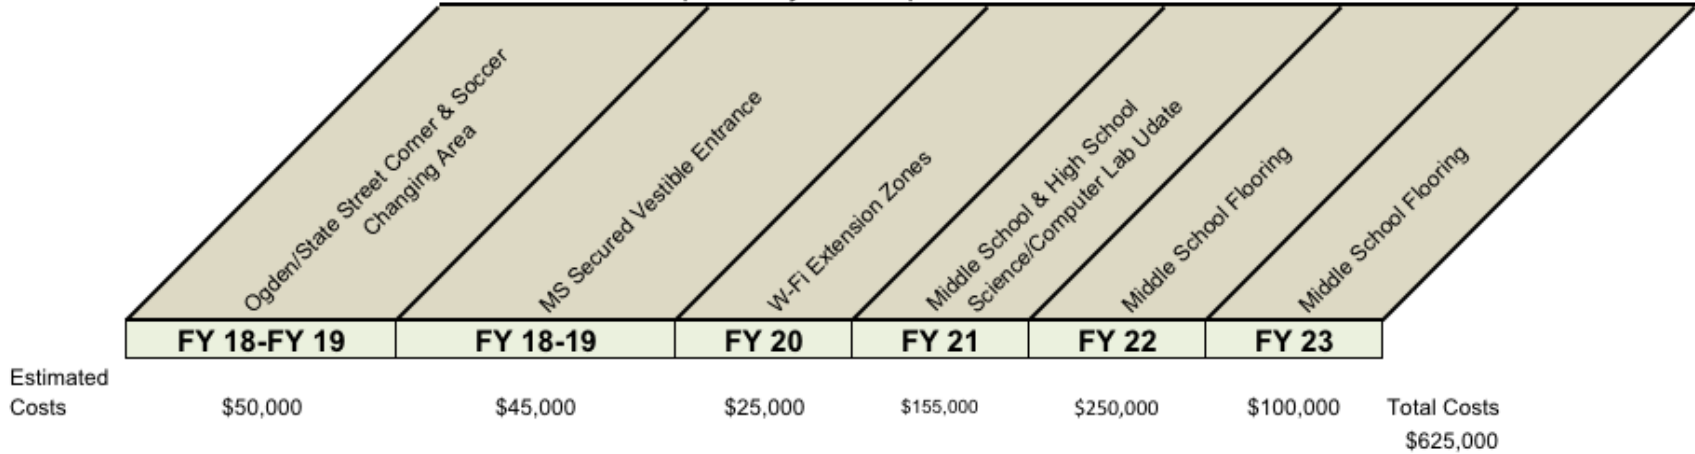 Ogden/State Street Corner & Soccer
Changing Area
MS Secured Vestible Entrance
W-Fi Extension Zones
Middle School & High School
Science/Computer Lab Udate
Middle School Flooring
Middle School Flooring
FY 18-FY 19
FY 18-19
FY 20
FY 21
FY 22
FY 23
Estimated
Costs
$50,000
$45,000
$25,000
$155,000
$250,000
$100,000
Total Costs
$625,000